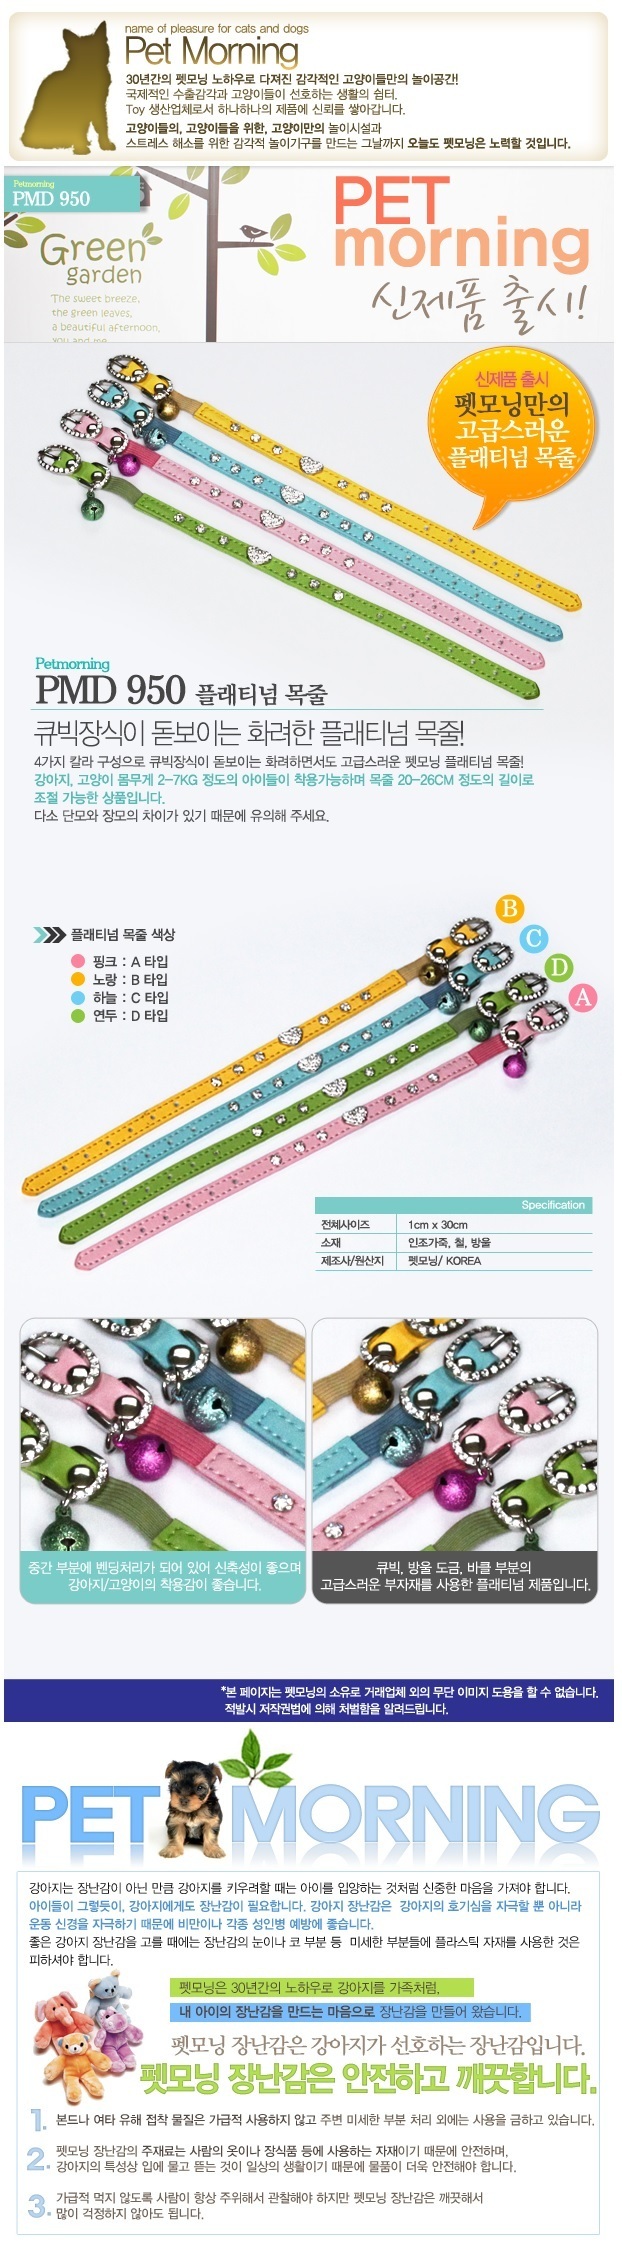 name of pleasure for cats and dogs
Pet Morning
30년간의 펫모닝 노하우로 다져진 감각적인 고양이들만의 놀이공간!
국제적인 수출감각과 고양이들이 선호하는 생활의 쉼터.
Toy 생산업체로서 하나하나의 제품에 신뢰를 쌓아갑니다.
고양이들의, 고양이들을 위한, 고양이만의 놀이시설과
스트레스 해소를 위한 감각적 놀이기구를 만드는 그날까지 오늘도 펫모닝은 노력할 것입니다.
Petmorning
PMD 950
Green
garden
The sweet breeze,
the green leaves,
a beautiful afternoon,
you and me
PET
morning
신제품 출시!
신제품 출시
펫모닝만의
고급스러운
플래티넘 목줄
Petmorning
PMD 950 플래티넘 목줄
큐빅장식이 돋보이는 화려한 플래티넘 목줄!
4가지 칼라 구성으로 큐빅장식이 돋보이는 화려하면서도 고급스러운 펫모닝 플래티넘 목줄!
강아지, 고양이 몸무게 2-7KG 정도의 아이들이 착용가능하며 목줄 20-26CM 정도의 길이로
조절 가능한 상품입니다.
다소 단모와 장모의 차이가 있기 때문에 유의해 주세요.
플래티넘 목줄 색상
핑크 : A 타입
노랑 : B 타입
하늘 : C 타입
연두 : D 타입
B
C
D
A
Specification
전체사이즈 1cm x 30cm
소재 인조가죽, 철, 방울
제조사/원산지 펫모닝/ KOREA
중간 부분에 벤딩처리가 되어 있어 신축성이 좋으며
강아지/고양이의 착용감이 좋습니다.
큐빅, 방울 도금, 바클 부분의
고급스러운 부자재를 사용한 플래티넘 제품입니다.
*본 페이지는 펫모닝의 소유로 거래업체 외의 무단 이미지 도용을 할 수 없습니다.
적발시 저작권법에 의해 처벌함을 알려드립니다.
PET MORNING
강아지는 장난감이 아닌 만큼 강아지를 키우려할 때는 아이를 입양하는 것처럼 신중한 마음을 가져야 합니다.
아이들이 그렇듯이, 강아지에게도 장난감이 필요합니다. 강아지 장난감은 강아지의 호기심을 자극할 뿐 아니라
운동 신경을 자극하기 때문에 비만이나 각종 성인병 예방에 좋습니다.
좋은 강아지 장난감을 고를 때에는 장난감의 눈이나 코 부분 등 미세한 부분들에 플라스틱 자재를 사용한 것은
피하셔야 합니다.
펫모닝은 30년간의 노하우로 강아지를 가족처럼,
내 아이의 장난감을 만드는 마음으로 장난감을 만들어 왔습니다.
펫모닝 장난감은 강아지가 선호하는 장난감입니다.
펫모닝 장난감은 안전하고 깨끗합니다.
1. 본드나 여타 유해 접착 물질은 가급적 사용하지 않고 주변 미세한 부분 처리 외에는 사용을 금하고 있습니다.
2. 펫모닝 장난감의 주재료는 사람의 옷이나 장식품 등에 사용하는 자재이기 때문에 안전하며,
강아지의 특성상 입에 물고 뜯는 것이 일상의 생활이기 때문에 물품이 더욱 안전해야 합니다.
3. 가급적 먹지 않도록 사람이 항상 주위해서 관찰해야 하지만 펫모닝 장난감은 깨끗해서
많이 걱정하지 않아도 됩니다.